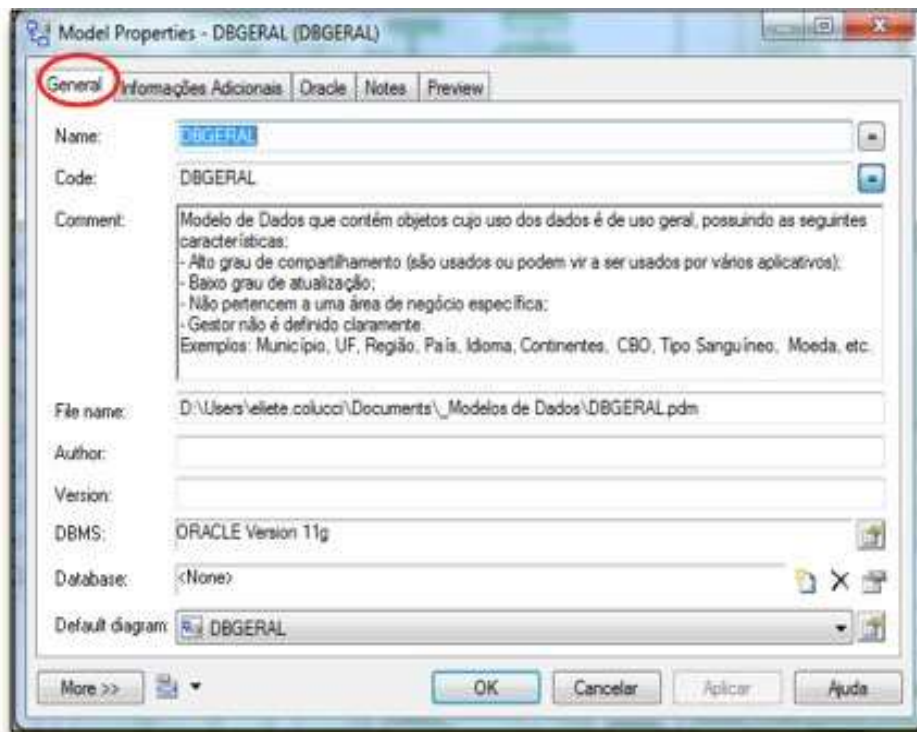 Model Properties - DBGERAL (DBGERAL)
General Informações Adicionais Oracle Notes Preview
Name: DBGERAL
Code: DBGERAL
Comment: Modelo de Dados que contém objetos cujo uso dos dados é de uso geral, possuindo as seguintes
características:
- Alto grau de compartilhamento (são usados ou podem vir a ser usados por vários aplicativos);
- Baixo grau de atualização;
- Não pertencem a uma área de negócio específica;
- Gestor não é definido claramente.
Exemplos: Município, UF, Região, País, Idioma, Continentes, CBO, Tipo Sanguíneo, Moeda, etc.
File name: D:\Users\eliete.colucci\Documents\_Modelos de Dados\DBGERAL.pdm
Author:
Version:
DBMS: ORACLE Version 11g
Database: <None>
Default diagram: DBGERAL
More >> OK Cancelar Aplicar Ajuda